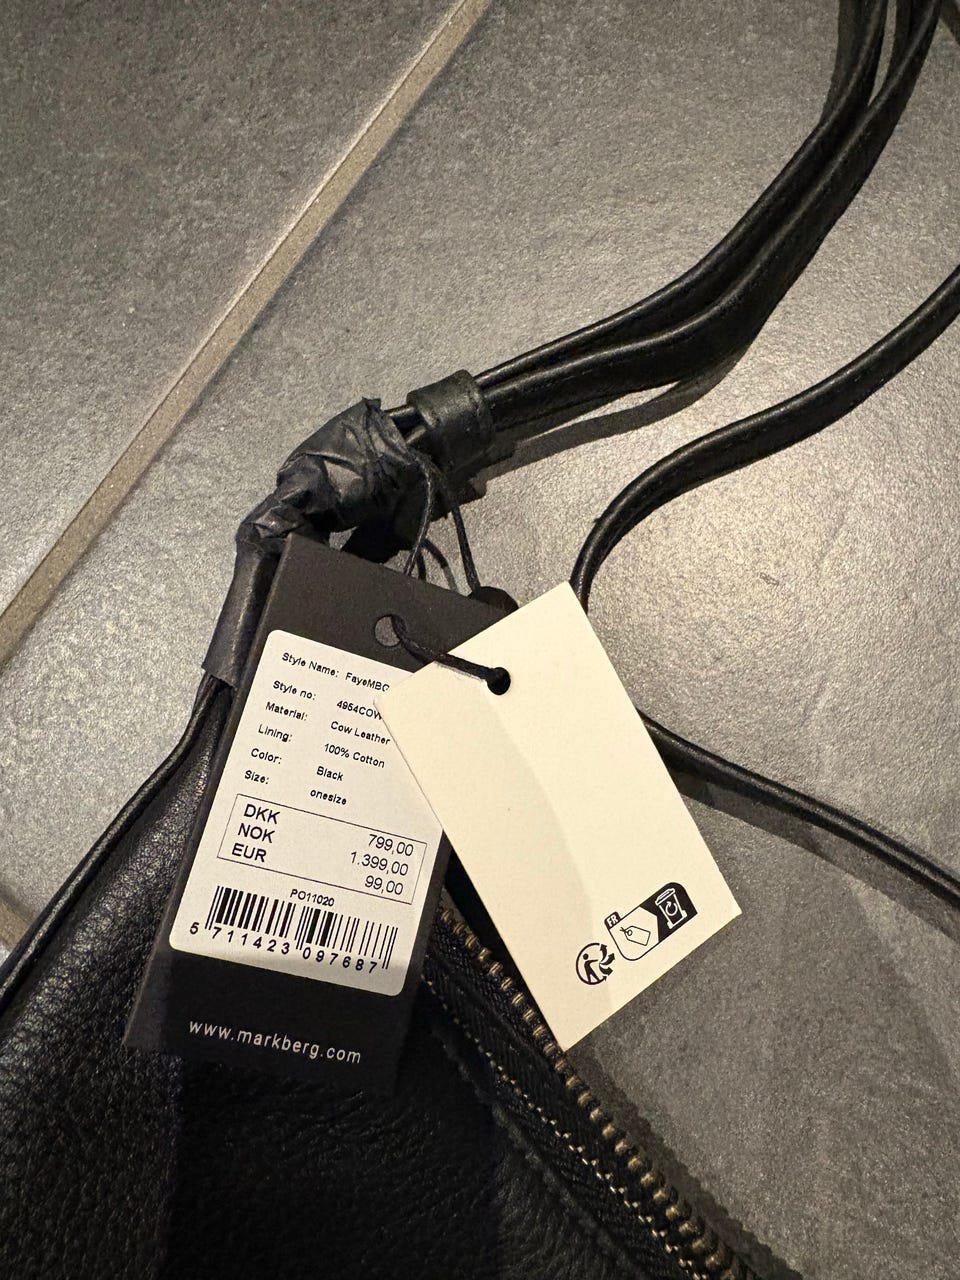 Style Name: FayeMBG
Style no: 4954COW
Material: Cow Leather
Lining: 100% Cotton
Color: Black
Size: onesize
DKK 799,00
NOK 1.399,00
EUR 99,00
PO11020
5 711423 097687
www.markberg.com
FR